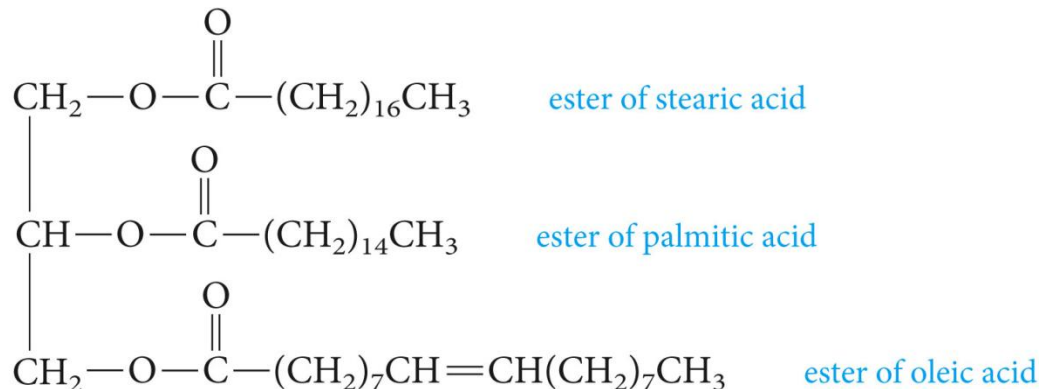 O
CH₂—O—C—(CH₂)₁₆CH₃ ester of stearic acid
O
CH—O—C—(CH₂)₁₄CH₃ ester of palmitic acid
O
CH₂—O—C—(CH₂)₇CH=CH(CH₂)₇CH₃ ester of oleic acid